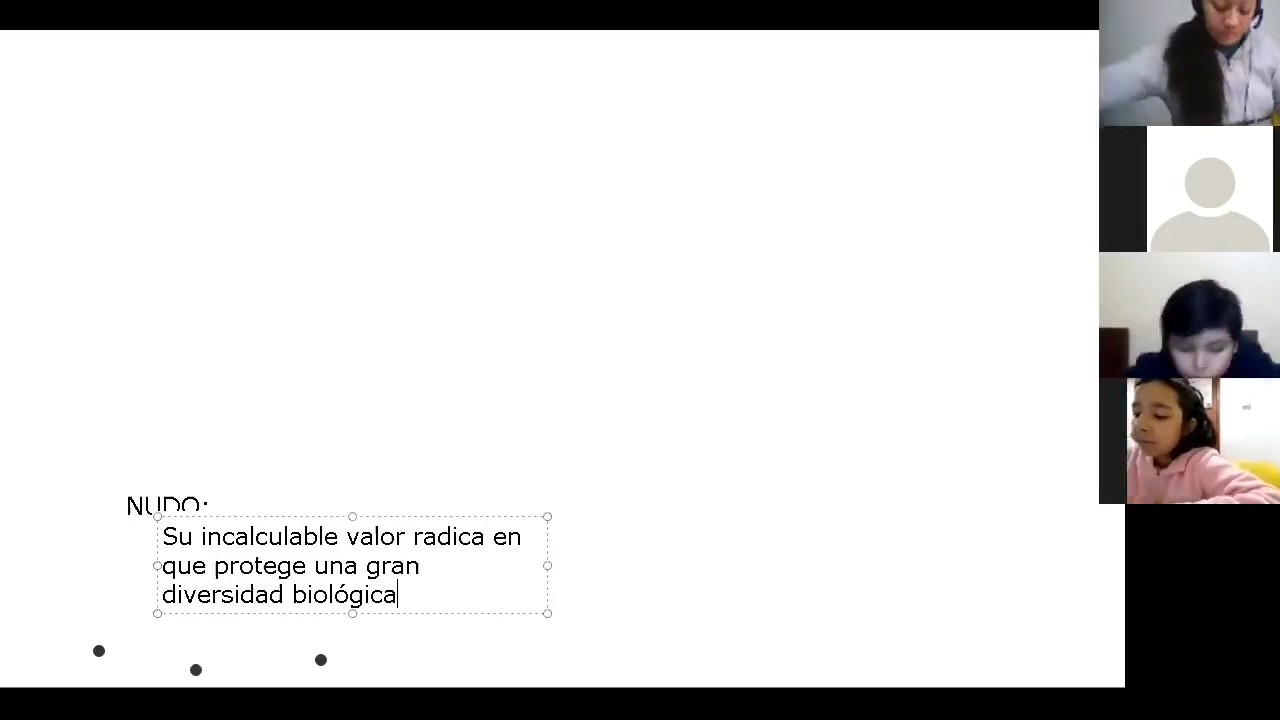 NUDO:
Su incalculable valor radica en
que protege una gran
diversidad biológica